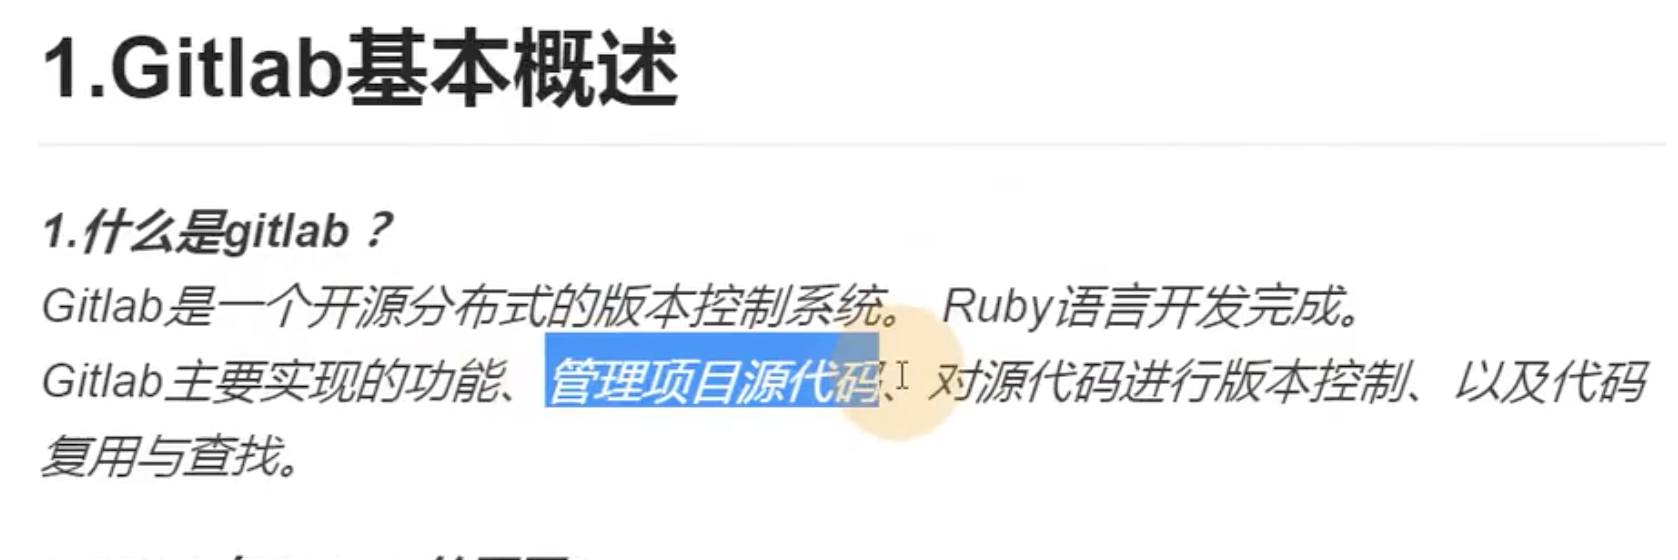 1.Gitlab基本概述
1.什么是gitlab？
Gitlab是一个开源分布式的版本控制系统。 Ruby语言开发完成。
Gitlab主要实现的功能、管理项目源代码、对源代码进行版本控制、以及代码
复用与查找。